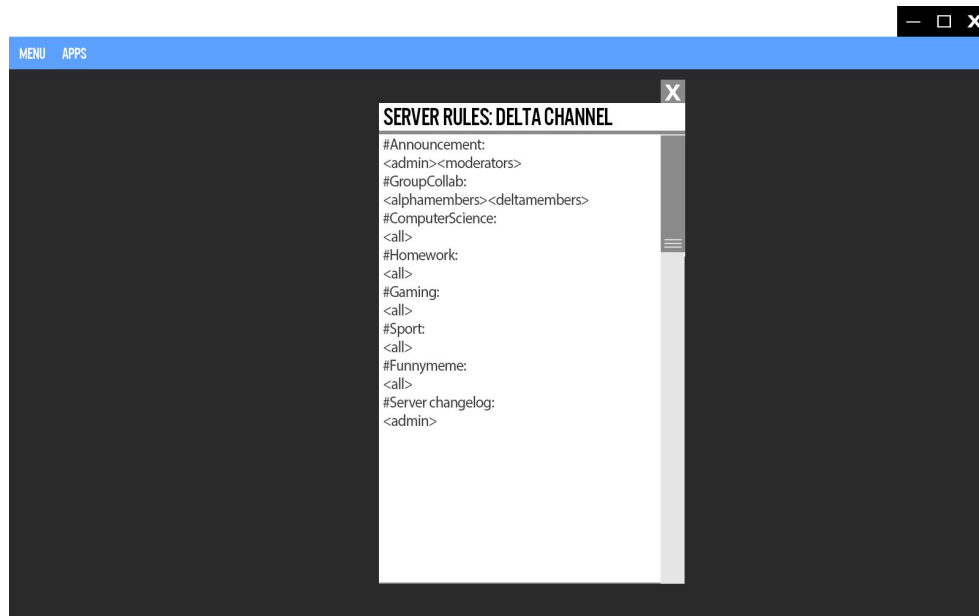 MENU APPS
X
SERVER RULES: DELTA CHANNEL
#Announcement:
<admin><moderators>
#GroupCollab:
<alphamembers><deltamembers>
#ComputerScience:
<all>
#Homework:
<all>
#Gaming:
<all>
#Sport:
<all>
#Funnymeme:
<all>
#Server changelog:
<admin>